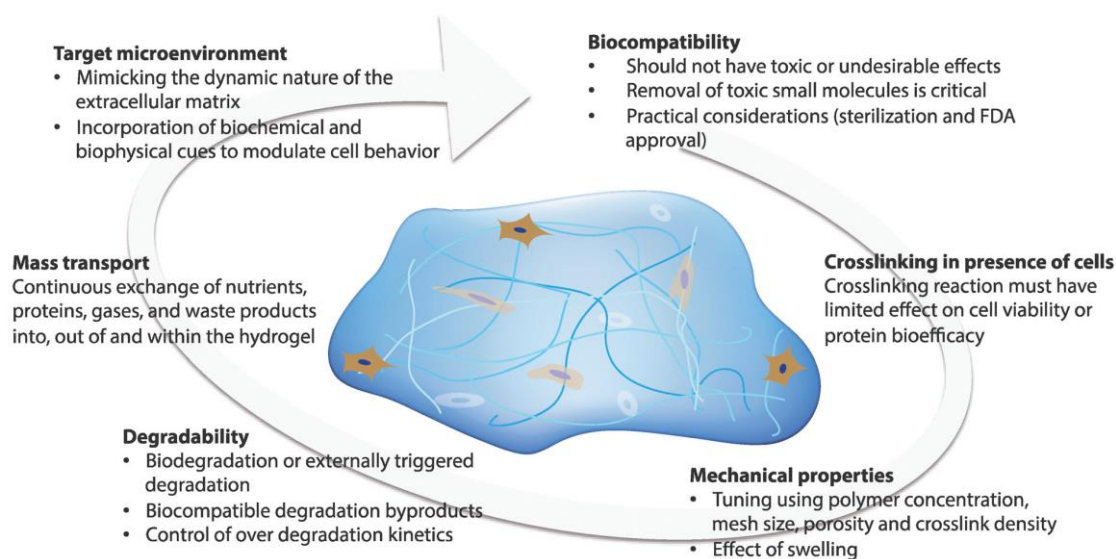 Target microenvironment
• Mimicking the dynamic nature of the
extracellular matrix
• Incorporation of biochemical and
biophysical cues to modulate cell behavior
Biocompatibility
• Should not have toxic or undesirable effects
• Removal of toxic small molecules is critical
• Practical considerations (sterilization and FDA
approval)
Mass transport
Continuous exchange of nutrients,
proteins, gases, and waste products
into, out of and within the hydrogel
Crosslinking in presence of cells
Crosslinking reaction must have
limited effect on cell viability or
protein bioefficacy
Degradability
• Biodegradation or externally triggered
degradation
• Biocompatible degradation byproducts
• Control of over degradation kinetics
Mechanical properties
• Tuning using polymer concentration,
mesh size, porosity and crosslink density
• Effect of swelling